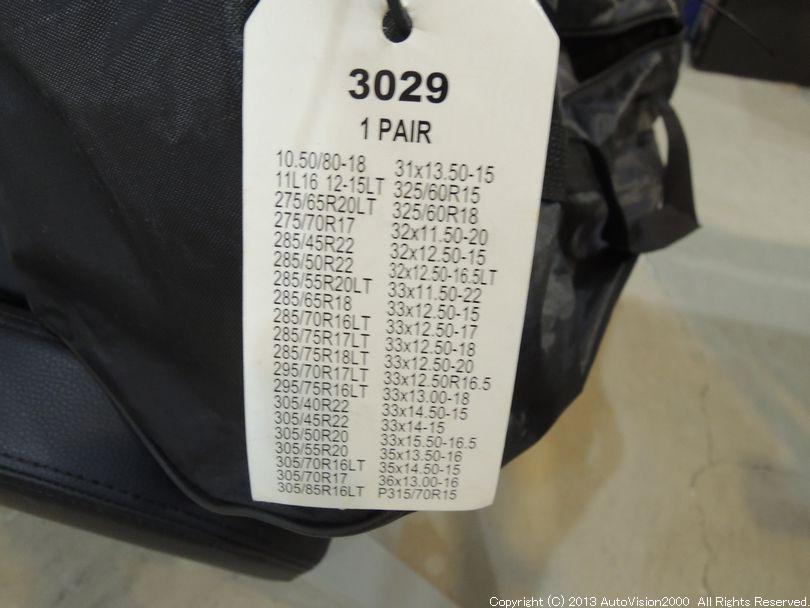 3029
1 PAIR
10.50/80-18
11L16 12-15LT
275/65R20LT
275/70R17
285/45R22
285/50R22
285/55R20LT
285/65R18
285/70R16LT
285/75R17LT
285/75R18LT
295/70R17LT
295/75R16LT
305/40R22
305/45R22
305/50R20
305/55R20
305/70R16LT
305/70R17
305/85R16LT
31x13.50-15
325/60R15
325/60R18
32x11.50-20
32x12.50-15
32x12.50-16.5LT
33x11.50-22
33x12.50-15
33x12.50-17
33x12.50-18
33x12.50-20
33x12.50R16.5
33x13.00-18
33x14.50-15
33x14-15
33x15.50-16.5
35x13.50-16
35x14.50-15
36x13.00-16
P315/70R15
Copyright (C) 2013 AutoVision2000 All Rights Reserved.